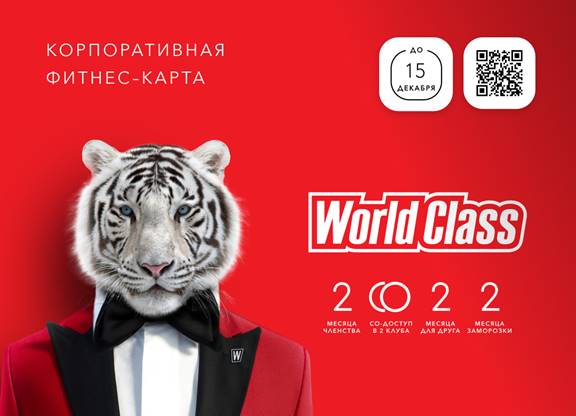 КОРПОРАТИВНАЯ
ФИТНЕС-КАРТА
ДО
15
ДЕКАБРЯ
World Class
2 0 2 2
МЕСЯЦА ЧЛЕНСТВА
СО-ДОСТУП В 2 КЛУБА
МЕСЯЦА ДЛЯ ДРУГА
МЕСЯЦА ЗАМОРОЗКИ
W